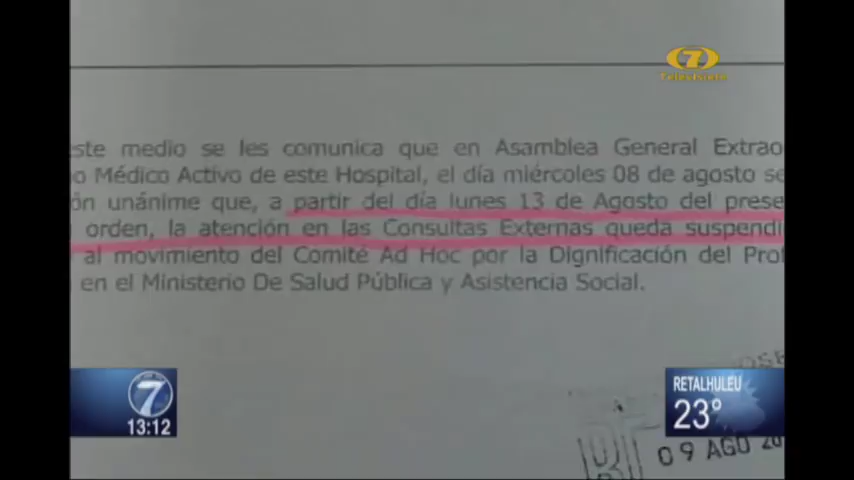 7
Televisiete
este medio se les comunica que en Asamblea General Extrao
o Médico Activo de este Hospital, el día miércoles 08 de agosto se
ón unánime que, a partir del día lunes 13 de Agosto del prese
orden, la atención en las Consultas Externas queda suspendi
al movimiento del Comité Ad Hoc por la Dignificación del Prof
en el Ministerio De Salud Pública y Asistencia Social.
7
13:12
RETALHULEU
23°
09 AGO 20